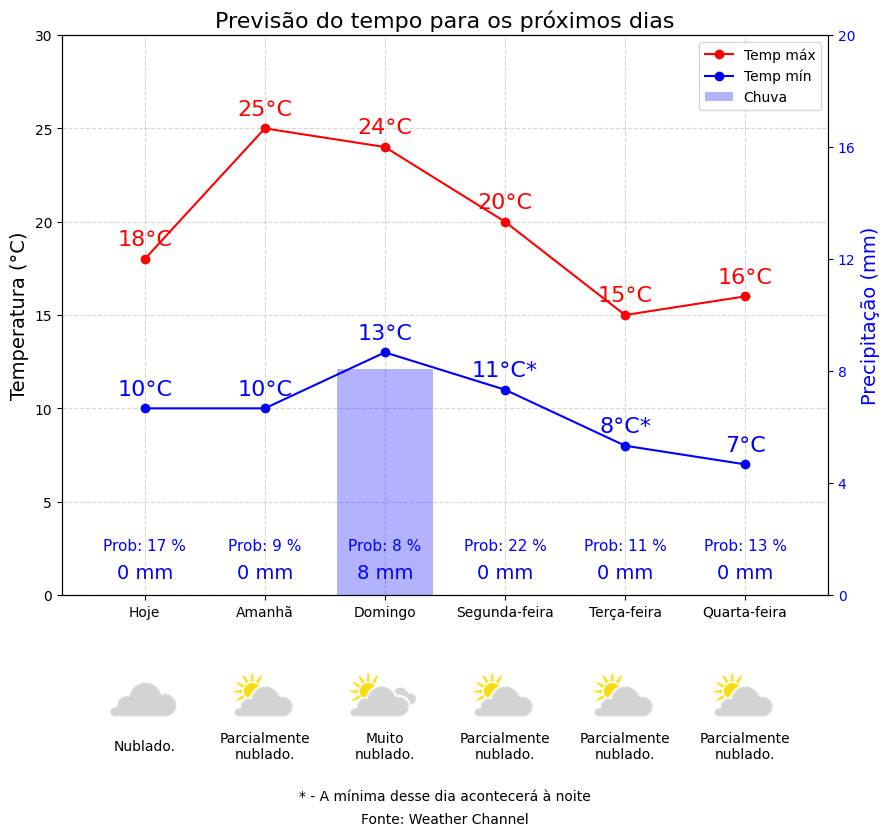 Previsão do tempo para os próximos dias
Temp máx
Temp mín
Chuva
30
25
20
15
10
5
0
Temperatura (°C)
20
16
12
8
4
0
Precipitação (mm)
18°C
25°C
24°C
20°C
15°C
16°C
10°C
10°C
13°C
11°C*
8°C*
7°C
Prob: 17 %
Prob: 9 %
Prob: 8 %
Prob: 22 %
Prob: 11 %
Prob: 13 %
0 mm
0 mm
8 mm
0 mm
0 mm
0 mm
Hoje
Amanhã
Domingo
Segunda-feira
Terça-feira
Quarta-feira
Nublado.
Parcialmente
nublado.
Muito
nublado.
Parcialmente
nublado.
Parcialmente
nublado.
Parcialmente
nublado.
* - A mínima desse dia acontecerá à noite
Fonte: Weather Channel